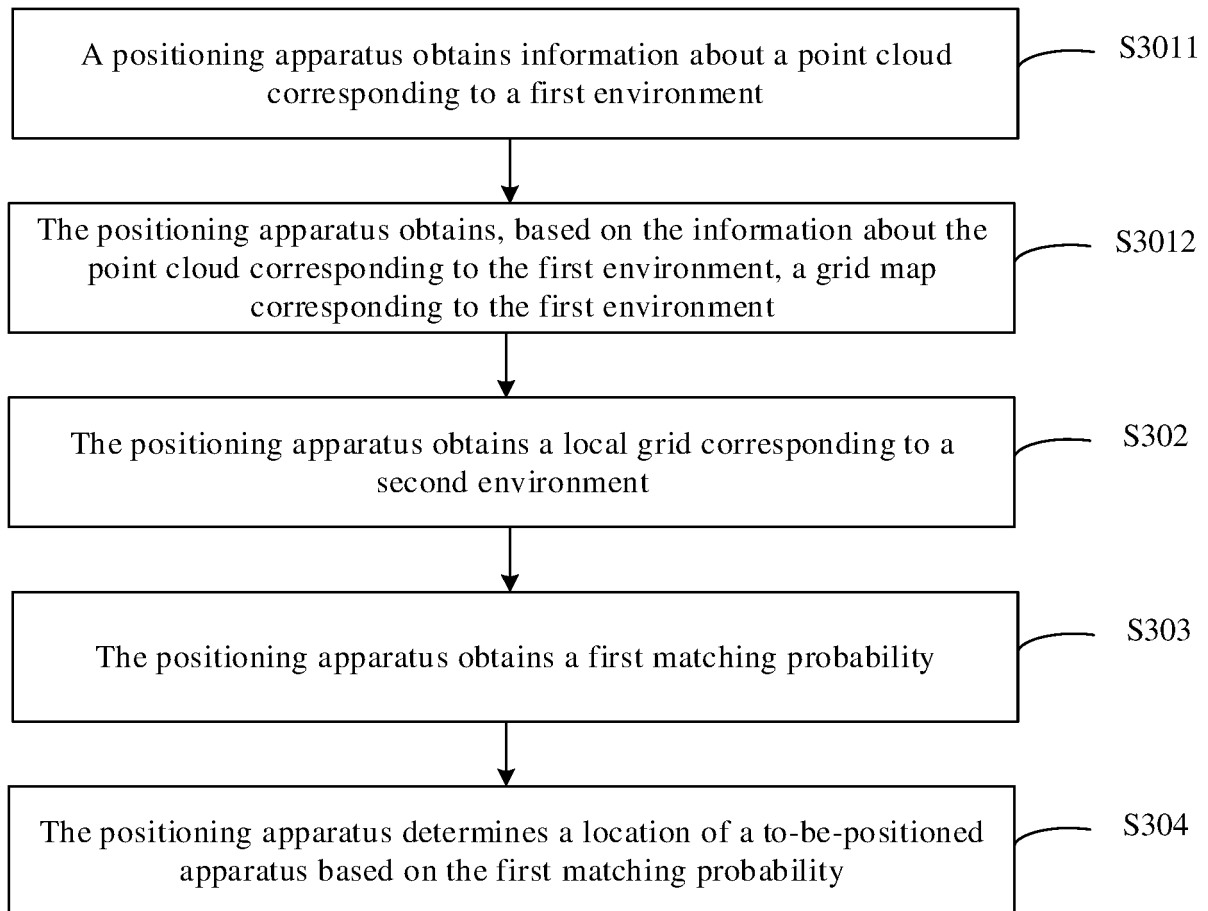 A positioning apparatus obtains information about a point cloud
corresponding to a first environment
S3011
The positioning apparatus obtains, based on the information about the
point cloud corresponding to the first environment, a grid map
corresponding to the first environment
S3012
The positioning apparatus obtains a local grid corresponding to a
second environment
S302
The positioning apparatus obtains a first matching probability
S303
The positioning apparatus determines a location of a to-be-positioned
apparatus based on the first matching probability
S304